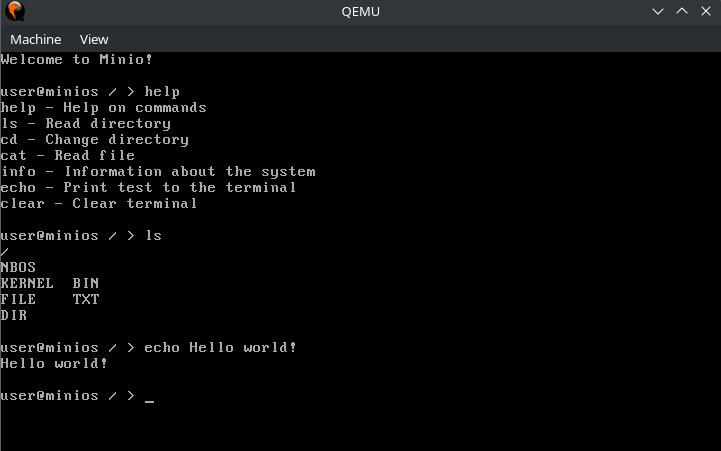 QEMU
Machine View
Welcome to Minio!
user@minios / > help
help - Help on commands
ls - Read directory
cd - Change directory
cat - Read file
info - Information about the system
echo - Print test to the terminal
clear - Clear terminal
user@minios / > ls
/
NBOS
KERNEL  BIN
FILE    TXT
DIR
user@minios / > echo Hello world!
Hello world!
user@minios / > _